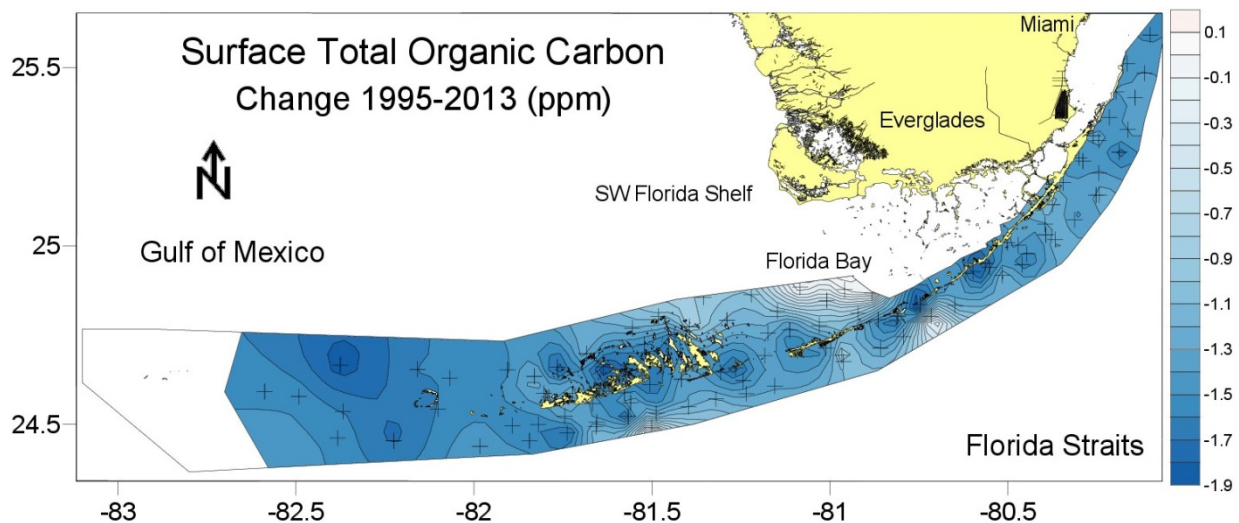 Surface Total Organic Carbon
Change 1995-2013 (ppm)
N
Gulf of Mexico
Miami
Everglades
SW Florida Shelf
Florida Bay
Florida Straits
25.5
25
24.5
-83
-82.5
-82
-81.5
-81
-80.5
0.1
-0.1
-0.3
-0.5
-0.7
-0.9
-1.1
-1.3
-1.5
-1.7
-1.9